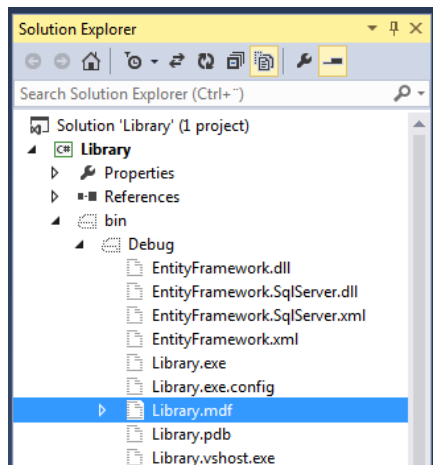 Solution Explorer
Search Solution Explorer (Ctrl+¨)
Solution 'Library' (1 project)
C# Library
Properties
References
bin
Debug
EntityFramework.dll
EntityFramework.SqlServer.dll
EntityFramework.SqlServer.xml
EntityFramework.xml
Library.exe
Library.exe.config
Library.mdf
Library.pdb
Library.vshost.exe